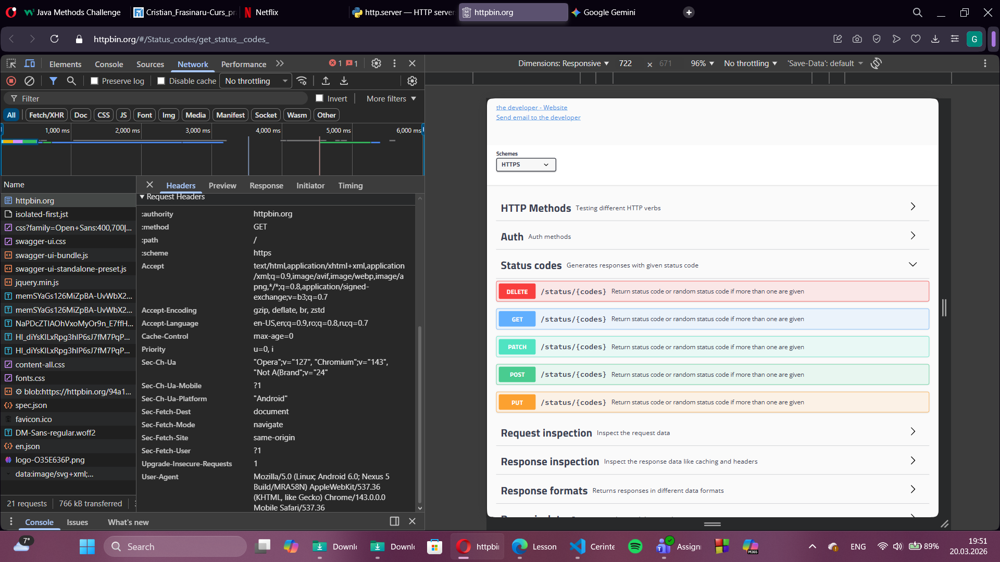 Java Methods Challenge
Cristian_Frasinaru-Curs_pr
Netflix
http.server — HTTP server
httpbin.org
Google Gemini
httpbin.org/#/Status_codes/get_status__codes_
G
Elements
Console
Sources
Network
Performance
1
1
Dimensions: Responsive
722
×
671
96%
No throttling
'Save-Data': default
Preserve log
Disable cache
No throttling
Filter
Invert
More filters
All
Fetch/XHR
Doc
CSS
JS
Font
Img
Media
Manifest
Socket
Wasm
Other
1,000 ms
2,000 ms
3,000 ms
4,000 ms
5,000 ms
6,000 ms
Name
httpbin.org
isolated-first.jst
css?family=Open+Sans:400,700|...
swagger-ui.css
swagger-ui-bundle.js
swagger-ui-standalone-preset.js
jquery.min.js
memSYaGs126MiZpBA-UvWbX2...
memSYaGs126MiZpBA-UvWbX2...
NaPDcZTIAOhVxoMyOr9n_E7ffH...
HI_diYsKILxRpg3hIP6sJ7fM7PqP...
HI_diYsKILxRpg3hIP6sJ7fM7PqP...
content-all.css
fonts.css
blob:https://httpbin.org/94a1...
spec.json
favicon.ico
DM-Sans-regular.woff2
en.json
logo-O35E636P.png
data:image/svg+xml;...
21 requests
766 kB transferred
Headers
Preview
Response
Initiator
Timing
Request Headers
:authority httpbin.org
:method GET
:path /
:scheme https
Accept text/html,application/xhtml+xml,application
/xml;q=0.9,image/avif,image/webp,image/a
png,*/*;q=0.8,application/signed-
exchange;v=b3;q=0.7
Accept-Encoding gzip, deflate, br, zstd
Accept-Language en-US,en;q=0.9,ro;q=0.8,ru;q=0.7
Cache-Control max-age=0
Priority u=0, i
Sec-Ch-Ua "Opera";v="127", "Chromium";v="143",
"Not A(Brand";v="24"
Sec-Ch-Ua-Mobile ?1
Sec-Ch-Ua-Platform "Android"
Sec-Fetch-Dest document
Sec-Fetch-Mode navigate
Sec-Fetch-Site same-origin
Sec-Fetch-User ?1
Upgrade-Insecure-Requests 1
User-Agent Mozilla/5.0 (Linux; Android 6.0; Nexus 5
Build/MRA58N) AppleWebKit/537.36
(KHTML, like Gecko) Chrome/143.0.0.0
Mobile Safari/537.36
Console
Issues
What's new
the developer - Website
Send email to the developer
Schemes
HTTPS
HTTP Methods Testing different HTTP verbs
Auth Auth methods
Status codes Generates responses with given status code
DELETE /status/{codes} Return status code or random status code if more than one are given
GET /status/{codes} Return status code or random status code if more than one are given
PATCH /status/{codes} Return status code or random status code if more than one are given
POST /status/{codes} Return status code or random status code if more than one are given
PUT /status/{codes} Return status code or random status code if more than one are given
Request inspection Inspect the request data
Response inspection Inspect the response data like caching and headers
Response formats Returns responses in different data formats
7°
Search
Downl
Downl
httpbi
Lesson
Cerinte
Assign
M365
ENG
89%
19:51
20.03.2026